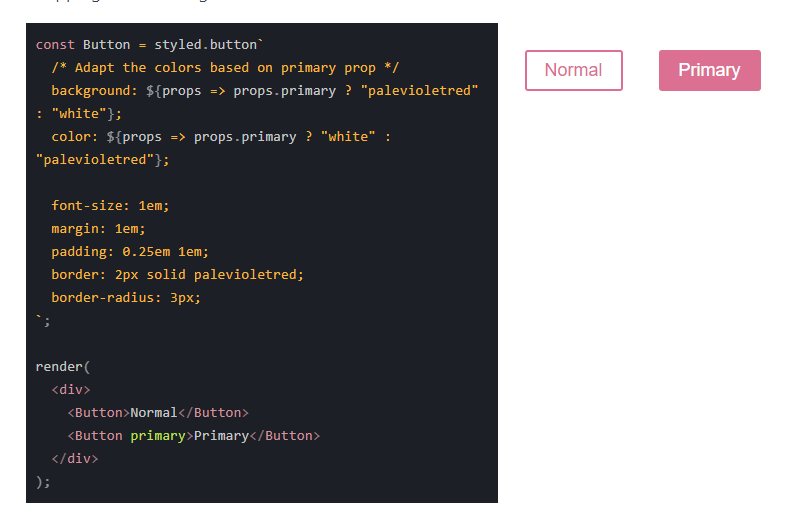 const Button = styled.button`
  /* Adapt the colors based on primary prop */
  background: ${props => props.primary ? "palevioletred"
: "white"};
  color: ${props => props.primary ? "white" :
"palevioletred"};

  font-size: 1em;
  margin: 1em;
  padding: 0.25em 1em;
  border: 2px solid palevioletred;
  border-radius: 3px;
`;

render(
  <div>
    <Button>Normal</Button>
    <Button primary>Primary</Button>
  </div>
);
Normal
Primary